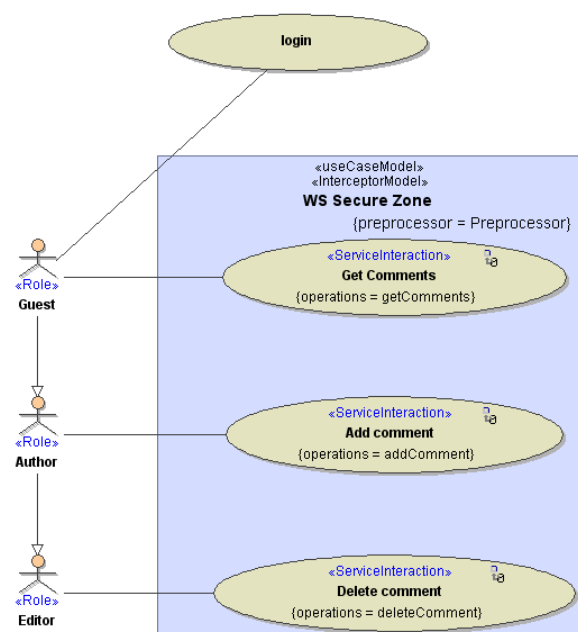 login
«useCaseModel»
«InterceptorModel»
WS Secure Zone
{preprocessor = Preprocessor}
«ServiceInteraction»
Get Comments
{operations = getComments}
«Role»
Guest
«ServiceInteraction»
Add comment
{operations = addComment}
«Role»
Author
«ServiceInteraction»
Delete comment
{operations = deleteComment}
«Role»
Editor